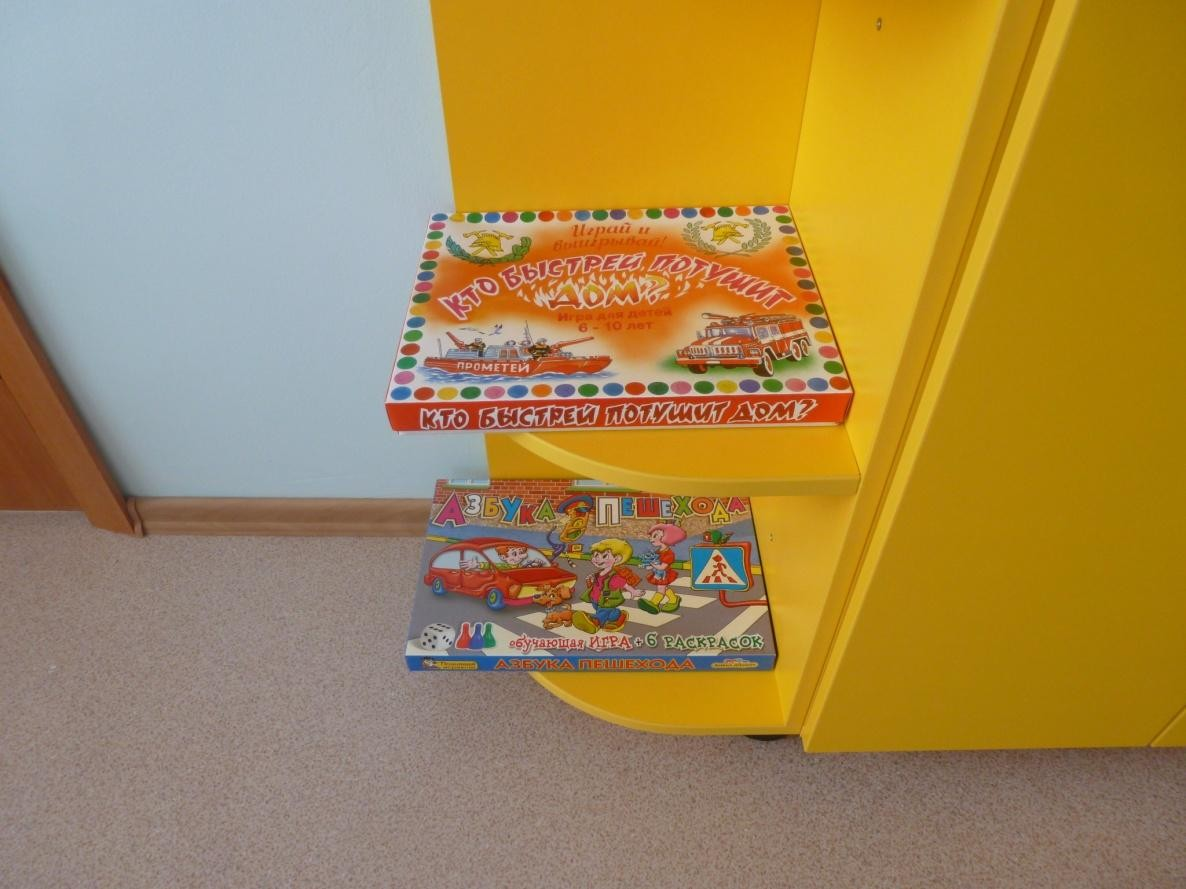 Играй и
выигрывай!
КТО БЫСТРЕЙ ПОТУШИТ
ДОМ?
Игра для детей
6 - 10 лет
ПРОМЕТЕЙ
КТО БЫСТРЕЙ ПОТУШИТ ДОМ?
АЗБУКА ПЕШЕХОДА
обучающая ИГРА + 6 РАСКРАСОК
АЗБУКА ПЕШЕХОДА